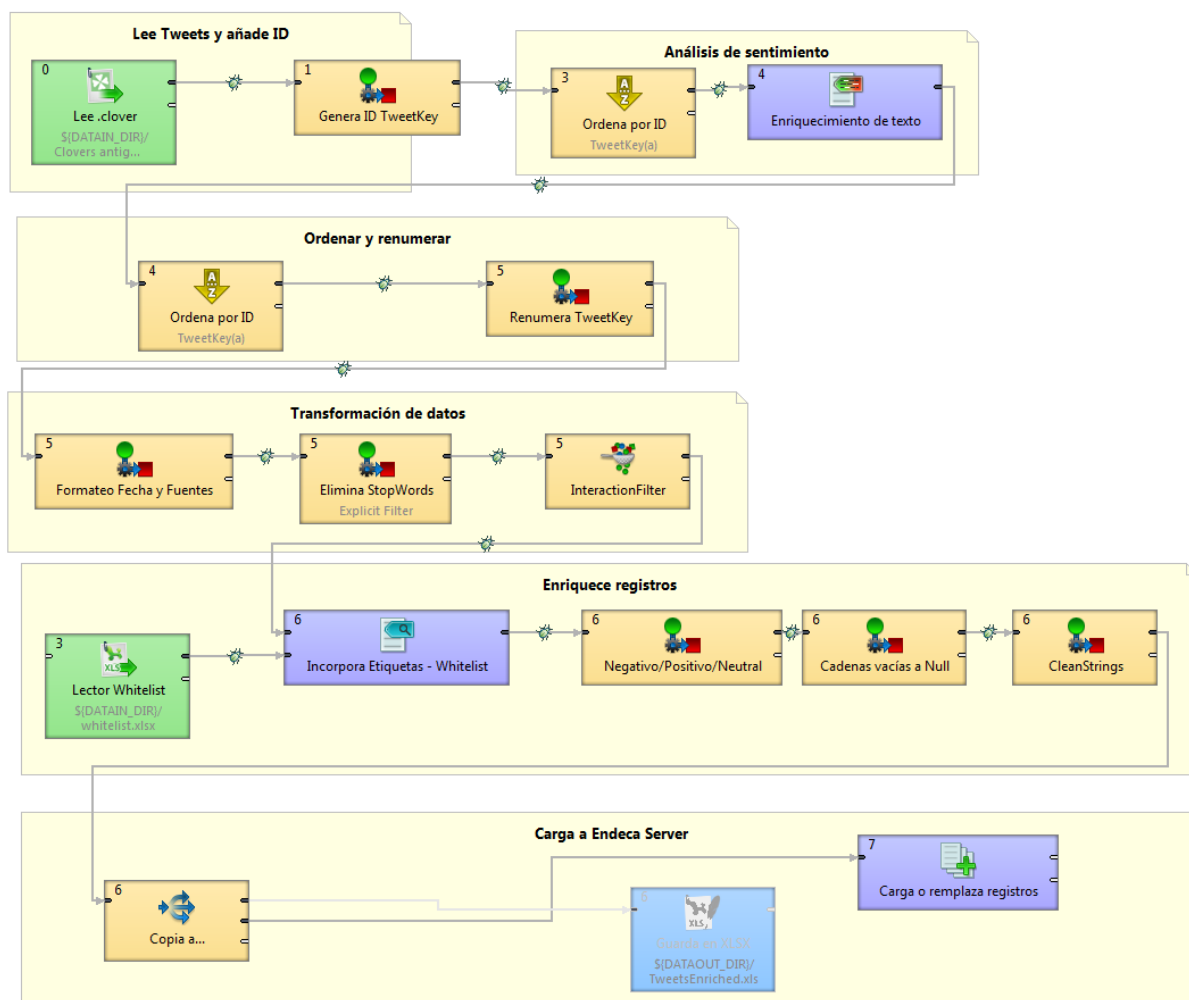 Lee Tweets y añade ID
0
Lee .clover
${DATAIN_DIR}/
Clovers antig...
1
Genera ID TweetKey
Análisis de sentimiento
3
Ordena por ID
TweetKey(a)
4
Enriquecimiento de texto
Ordenar y renumerar
4
Ordena por ID
TweetKey(a)
5
Renumera TweetKey
Transformación de datos
5
Formateo Fecha y Fuentes
5
Elimina StopWords
Explicit Filter
5
InteractionFilter
Enriquece registros
3
XLS
Lector Whitelist
${DATAIN_DIR}/
whitelist.xlsx
6
Incorpora Etiquetas - Whitelist
6
Negativo/Positivo/Neutral
6
Cadenas vacías a Null
6
CleanStrings
Carga a Endeca Server
6
Copia a...
6
XLS
Guarda en XLSX
${DATAOUT_DIR}/
TweetsEnriched.xls
7
Carga o remplaza registros